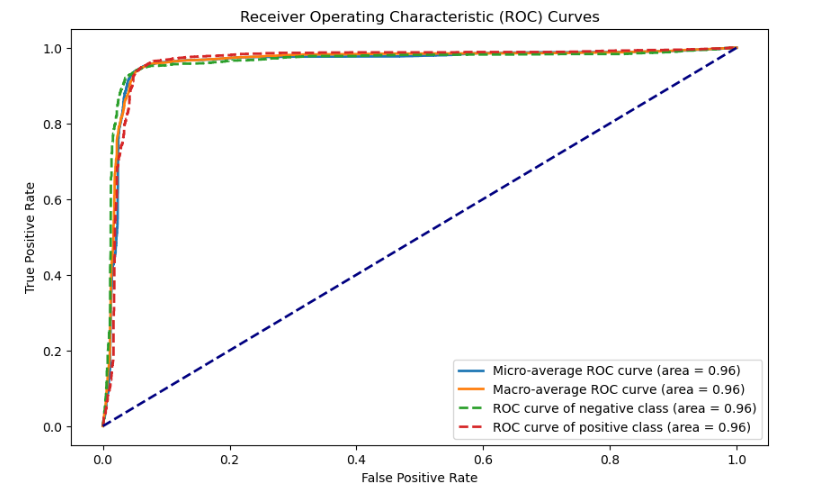 Receiver Operating Characteristic (ROC) Curves
True Positive Rate
1.0
0.8
0.6
0.4
0.2
0.0
Micro-average ROC curve (area = 0.96)
Macro-average ROC curve (area = 0.96)
ROC curve of negative class (area = 0.96)
ROC curve of positive class (area = 0.96)
0.0 0.2 0.4 0.6 0.8 1.0
False Positive Rate